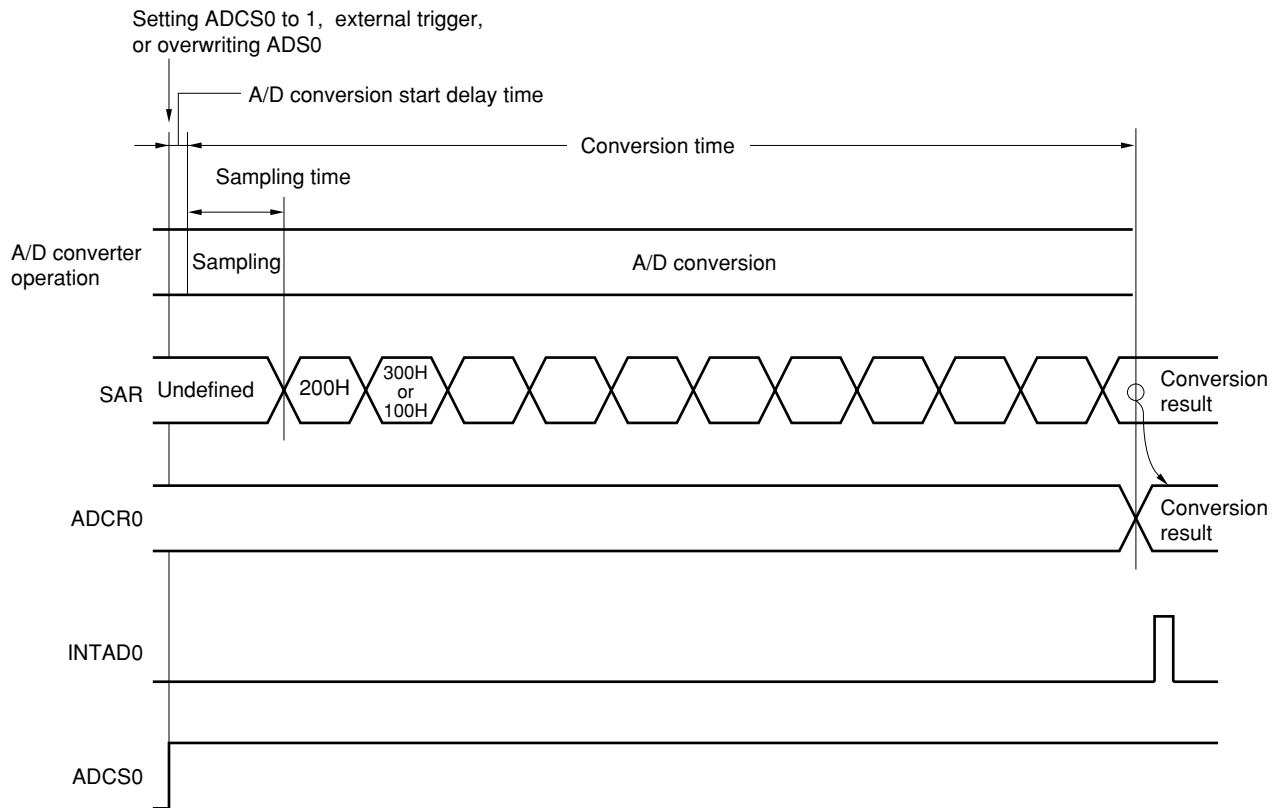 Setting ADCS0 to 1, external trigger,
or overwriting ADS0
A/D conversion start delay time
Conversion time
Sampling time
A/D converter
operation
Sampling
A/D conversion
SAR
Undefined
200H
300H
or
100H
Conversion
result
ADCR0
Conversion
result
INTAD0
ADCS0